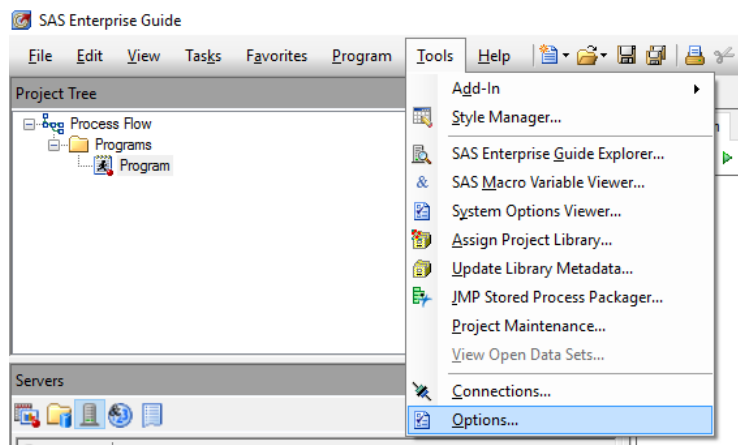 SAS Enterprise Guide
File Edit View Tasks Favorites Program Tools Help
Project Tree
Process Flow
Programs
Program
Add-In
Style Manager...
SAS Enterprise Guide Explorer...
SAS Macro Variable Viewer...
System Options Viewer...
Assign Project Library...
Update Library Metadata...
JMP Stored Process Packager...
Project Maintenance...
View Open Data Sets...
Connections...
Options...
Servers